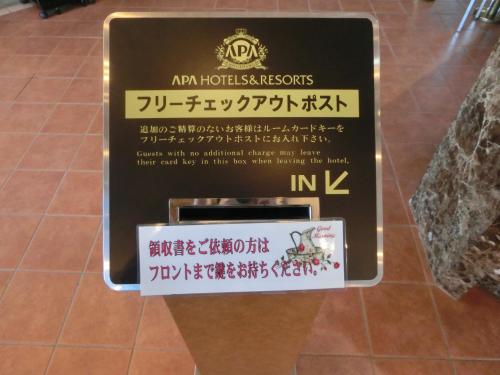 APA
APA HOTELS&RESORTS
フリーチェックアウトポスト
追加のご精算のないお客様はルームカードキーを
フリーチェックアウトポストにお入れ下さい。
Guests with no additional charge may leave
their card key in this box when leaving the hotel.
IN
領収書をご依頼の方は
フロントまで鍵をお持ちください。
Good
Morning